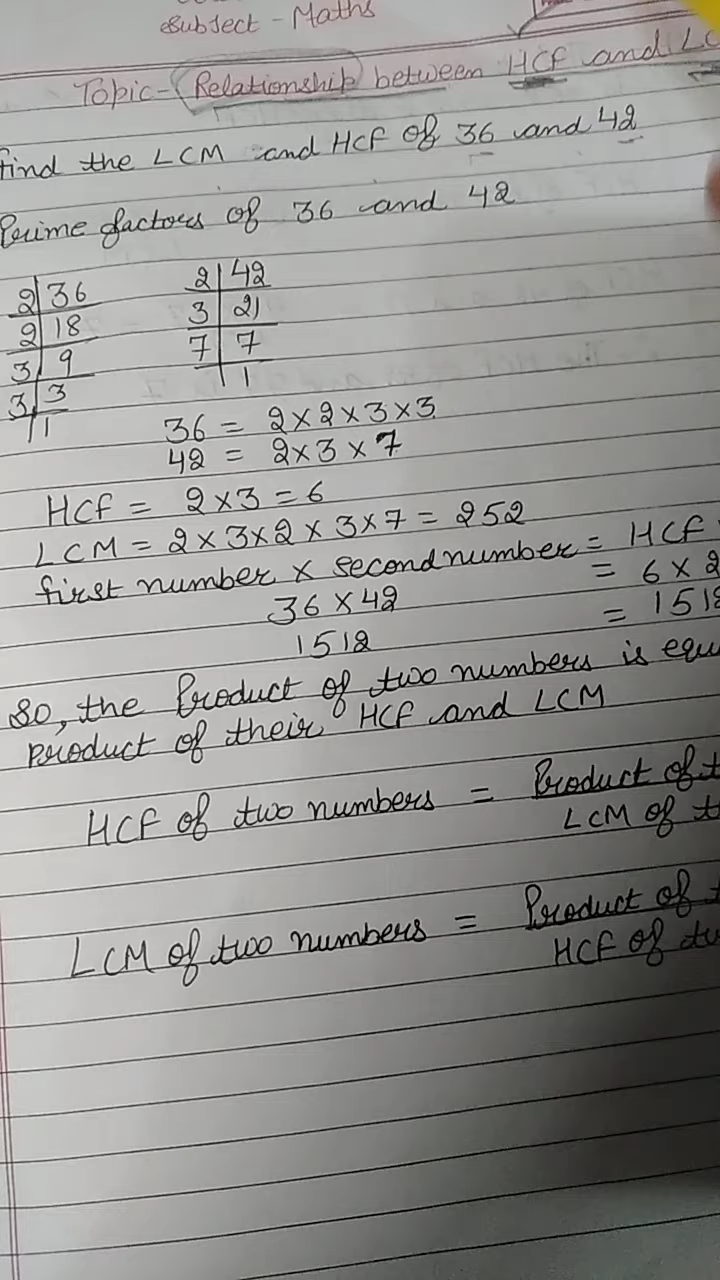 Subject - Maths
Topic - Relationship between HCF and LC
find the LCM and HCF of 36 and 42
Prime factors of 36 and 42
2 36 2 42
2 18 3 21
3 9 7 7
3 3 1
1
36 = 2 × 2 × 3 × 3
42 = 2 × 3 × 7
HCF = 2 × 3 = 6
LCM = 2 × 3 × 2 × 3 × 7 = 252
first number × second number = HCF
36 × 42 = 6 × 2
1512 = 1512
So, the Product of two numbers is equ
product of their HCF and LCM
HCF of two numbers = Product of t
LCM of t
LCM of two numbers = Product of t
HCF of tw